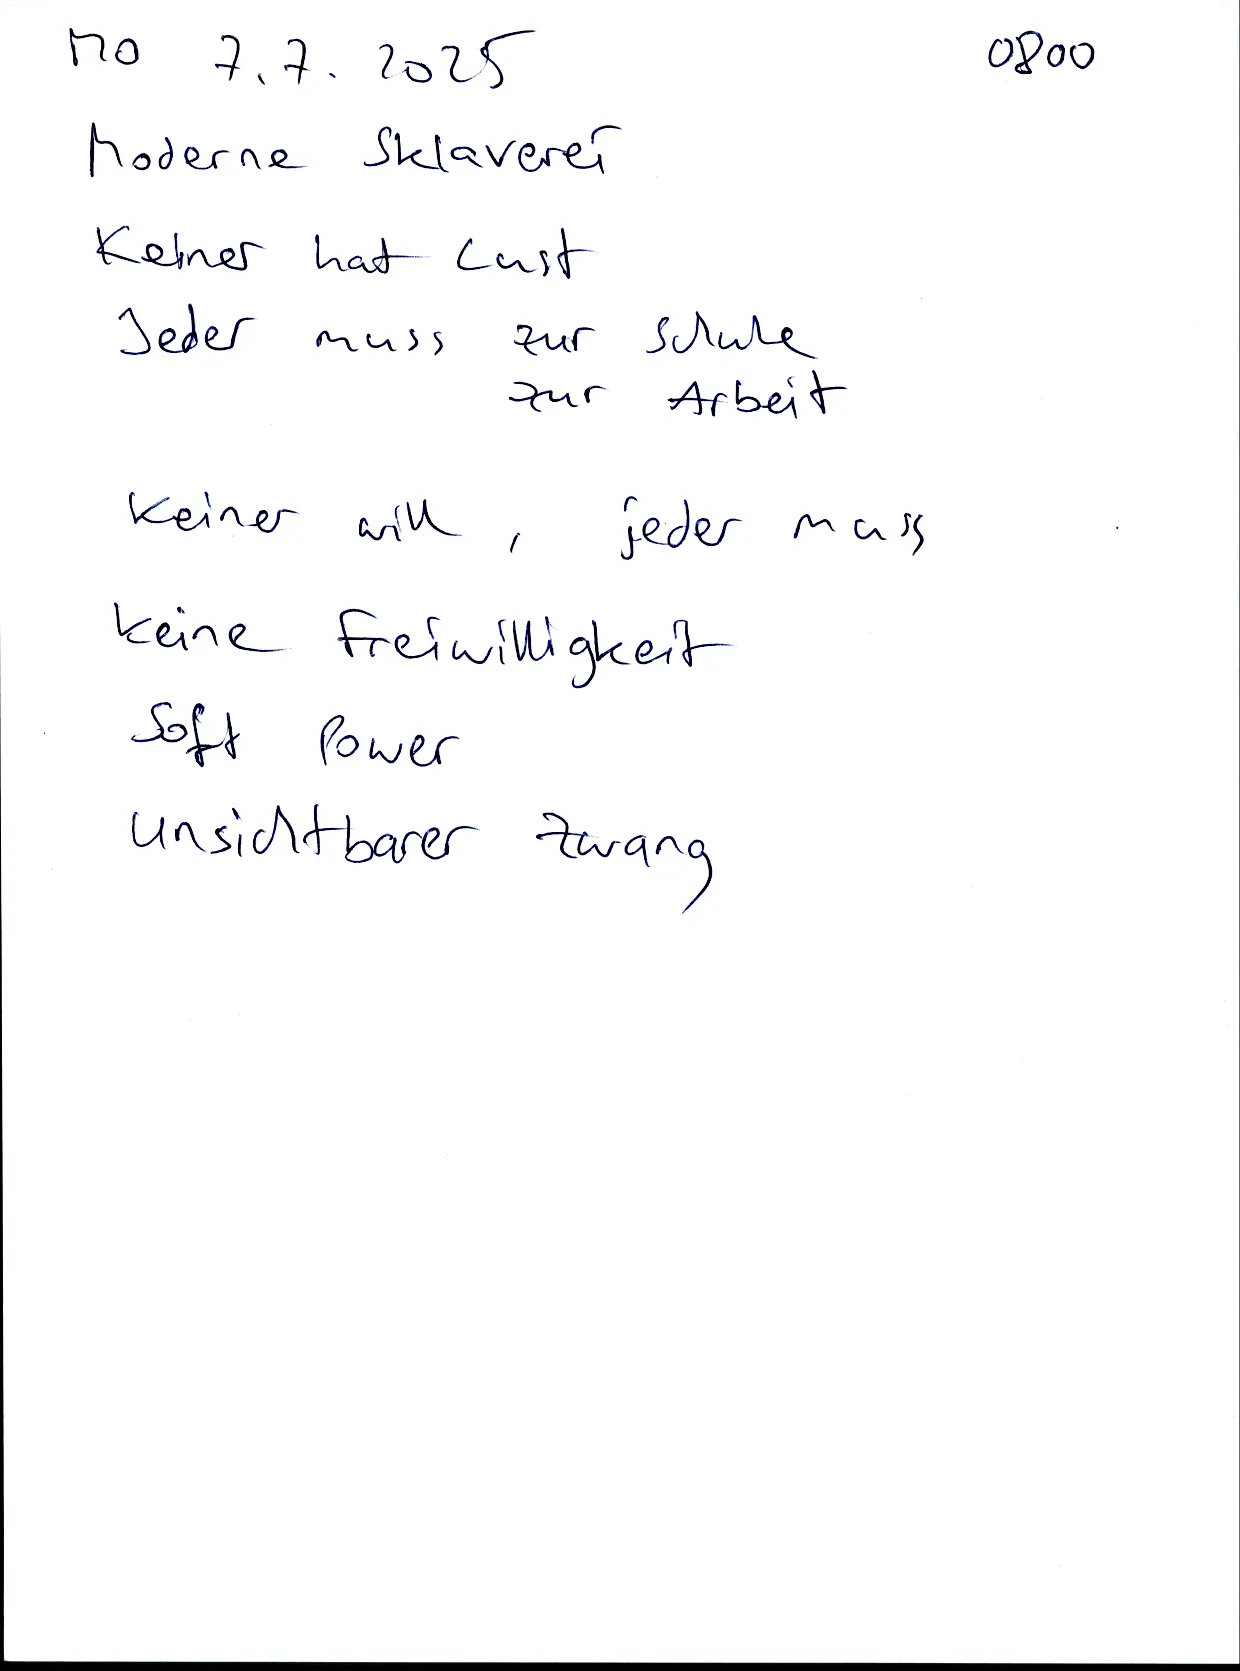 Mo 7.7.2025 0800
Moderne Sklaverei
Keiner hat Lust
Jeder muss zur Schule
zur Arbeit
keiner will, jeder muss
keine Freiwilligkeit
Soft Power
unsichtbarer Zwang